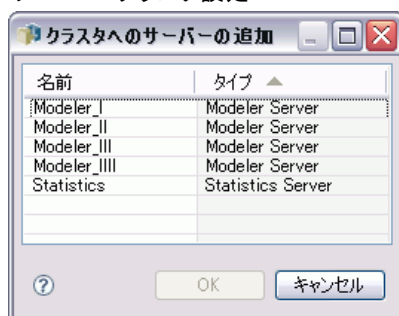 クラスタへのサーバーの追加
名前 タイプ
Modeler_I Modeler Server
Modeler_II Modeler Server
Modeler_III Modeler Server
Modeler_IIII Modeler Server
Statistics Statistics Server
? OK キャンセル